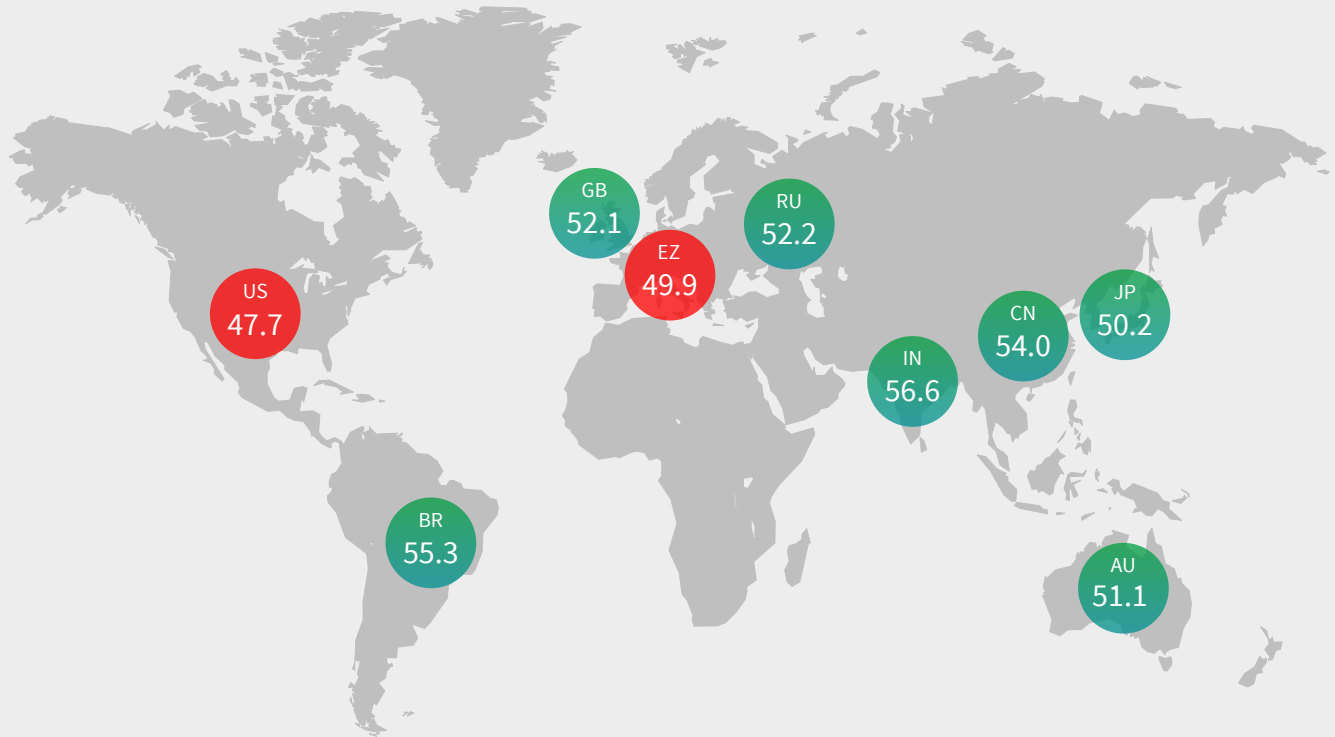 GB
52.1
RU
52.2
EZ
49.9
US
47.7
JP
50.2
CN
54.0
IN
56.6
BR
55.3
AU
51.1